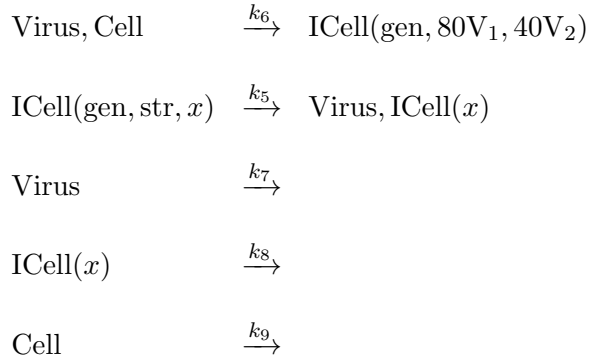 Virus, Cell k₆ ⟶ ICell(gen, 80V₁, 40V₂)
ICell(gen, str, x) k₅ ⟶ Virus, ICell(x)
Virus k₇ ⟶
ICell(x) k₈ ⟶
Cell k₉ ⟶